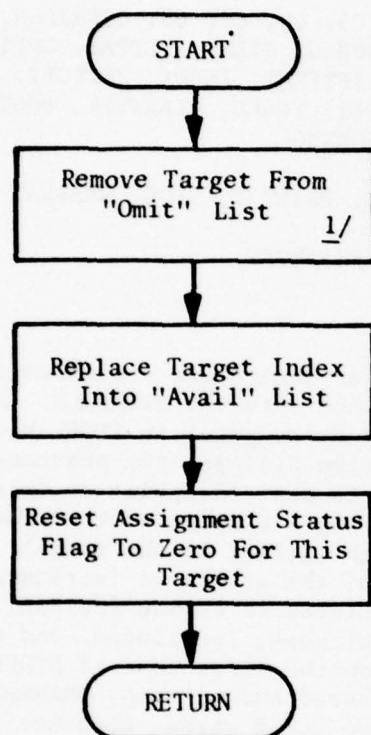 START
Remove Target From
"Omit" List 1/
Replace Target Index
Into "Avail" List
Reset Assignment Status
Flag To Zero For This
Target
RETURN